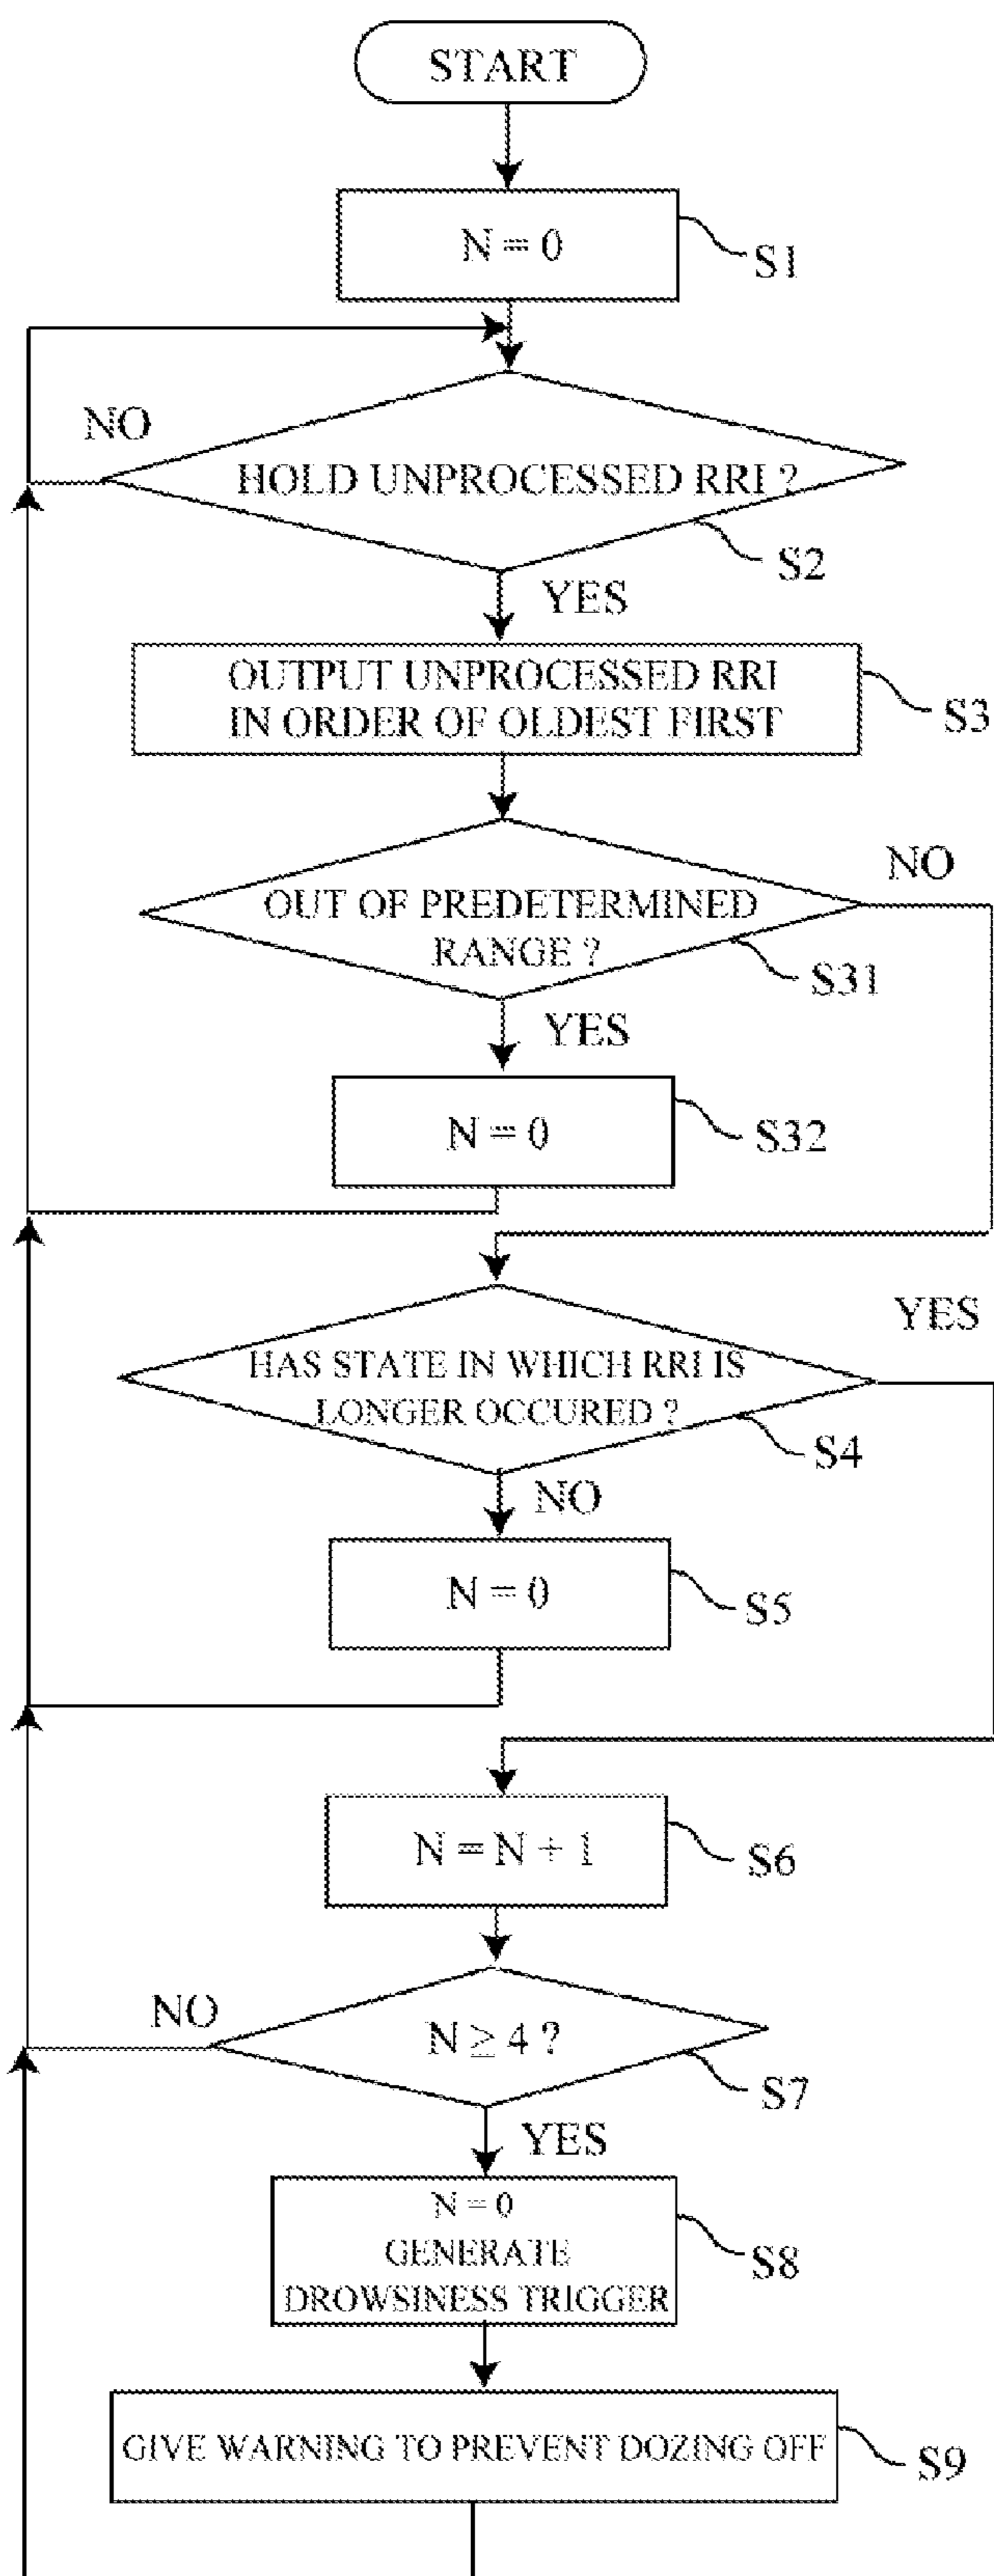 START
N = 0
S1
NO
HOLD UNPROCESSED RRI ?
S2
YES
OUTPUT UNPROCESSED RRI
IN ORDER OF OLDEST FIRST
S3
NO
OUT OF PREDETERMINED
RANGE ?
S31
YES
N = 0
S32
YES
HAS STATE IN WHICH RRI IS
LONGER OCCURED ?
S4
NO
N = 0
S5
N = N + 1
S6
NO
N ≥ 4 ?
S7
YES
N = 0
GENERATE
DROWSINESS TRIGGER
S8
GIVE WARNING TO PREVENT DOZING OFF
S9